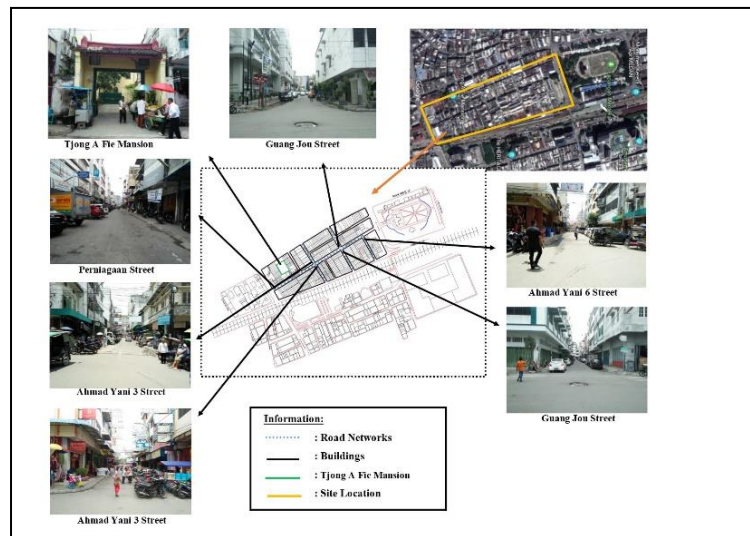 Tjong A Fie Mansion
Guang Jou Street
Perniagaan Street
Ahmad Yani 6 Street
Ahmad Yani 3 Street
Guang Jou Street
Ahmad Yani 3 Street
Information:
: Road Networks
: Buildings
: Tjong A Fie Mansion
: Site Location